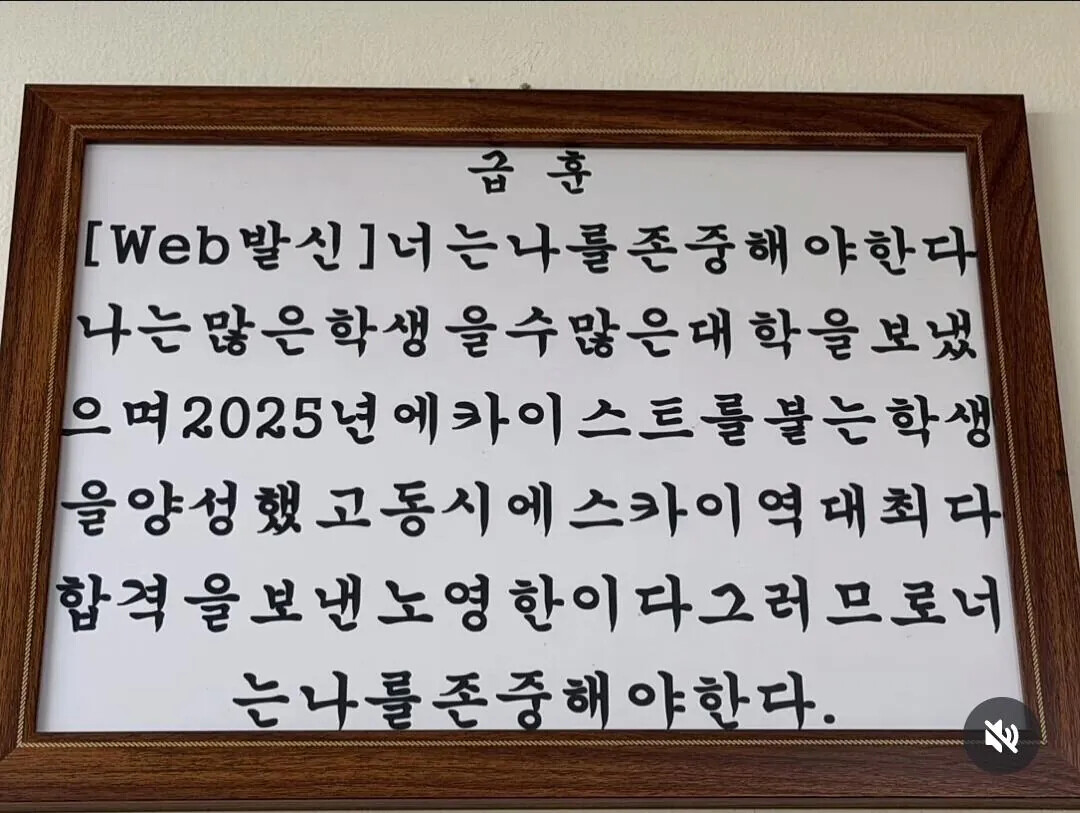 급 훈
[Web발신]너는나를존중해야한다
나는많은학생을수많은대학을보냈
으며2025년에카이스트를붙는학생
을양성했고동시에스카이역대최다
합격을보낸노영한이다그러므로너
는나를존중해야한다.